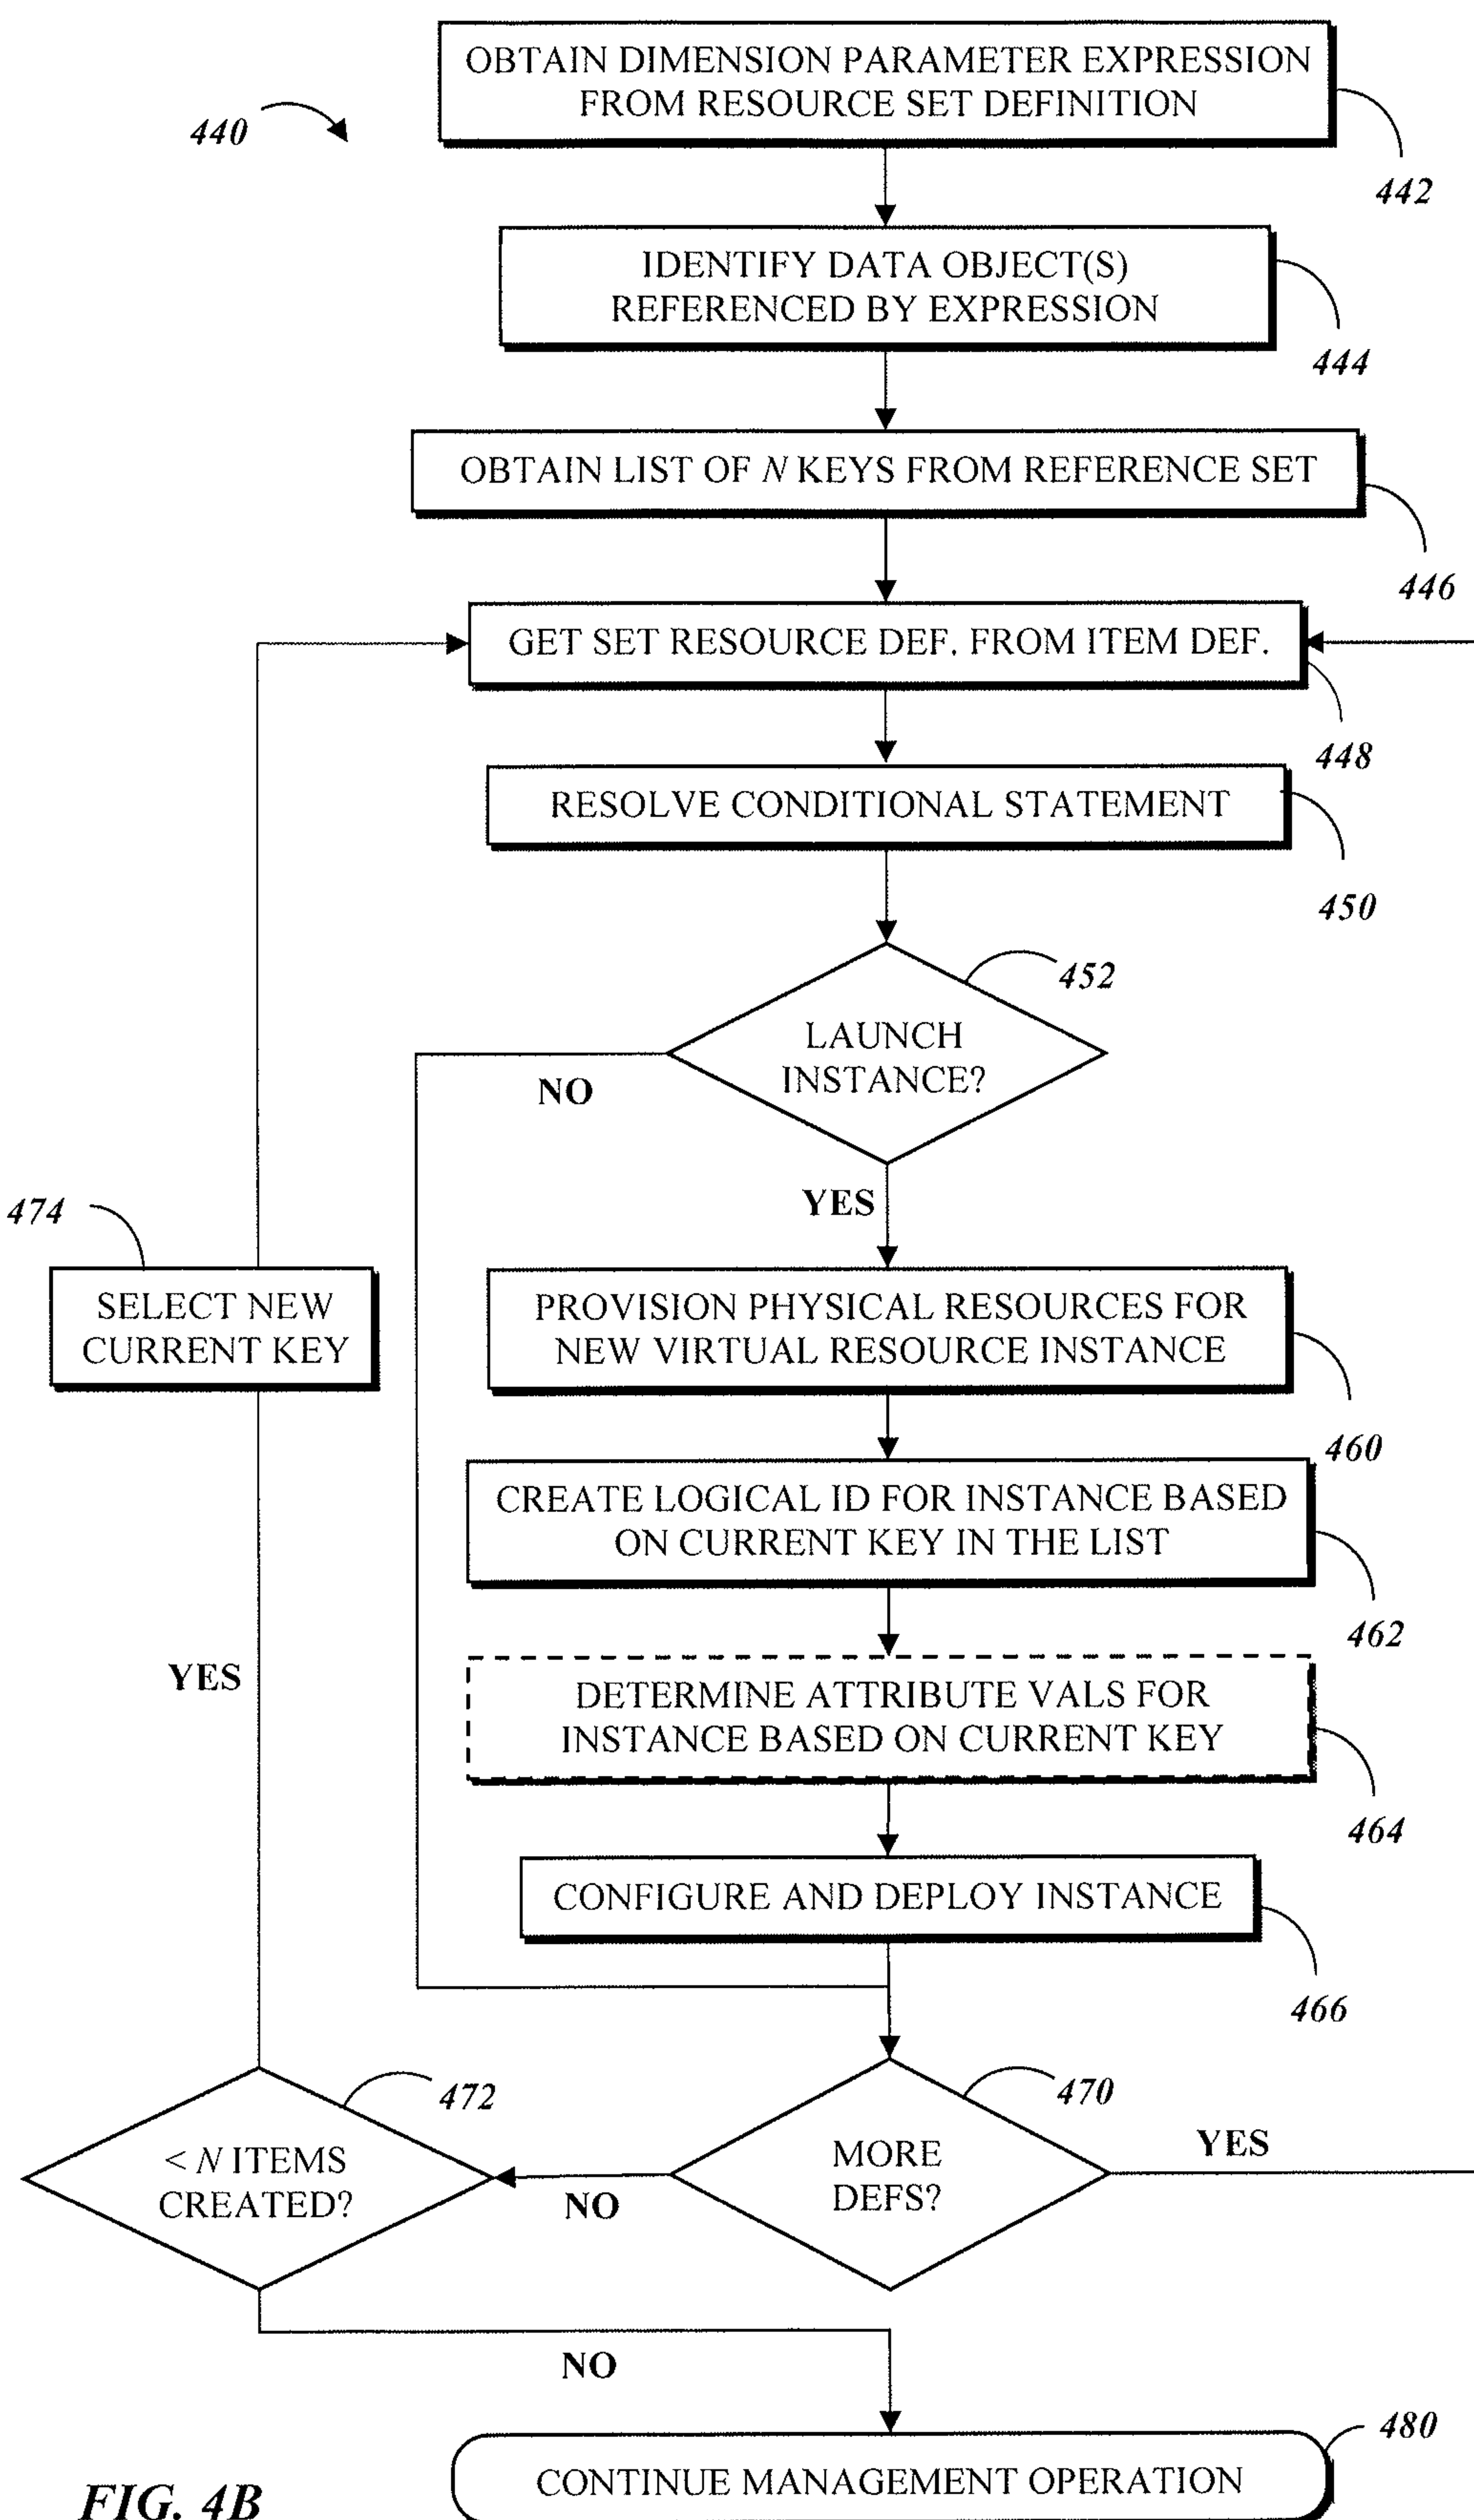 OBTAIN DIMENSION PARAMETER EXPRESSION
FROM RESOURCE SET DEFINITION
440
442
IDENTIFY DATA OBJECT(S)
REFERENCED BY EXPRESSION
444
OBTAIN LIST OF N KEYS FROM REFERENCE SET
446
GET SET RESOURCE DEF. FROM ITEM DEF.
448
RESOLVE CONDITIONAL STATEMENT
450
452
LAUNCH
INSTANCE?
NO
YES
474
SELECT NEW
CURRENT KEY
PROVISION PHYSICAL RESOURCES FOR
NEW VIRTUAL RESOURCE INSTANCE
460
CREATE LOGICAL ID FOR INSTANCE BASED
ON CURRENT KEY IN THE LIST
462
YES
DETERMINE ATTRIBUTE VALS FOR
INSTANCE BASED ON CURRENT KEY
464
CONFIGURE AND DEPLOY INSTANCE
466
472
470
< N ITEMS
CREATED?
NO
MORE
DEFS?
YES
NO
480
CONTINUE MANAGEMENT OPERATION
FIG. 4B